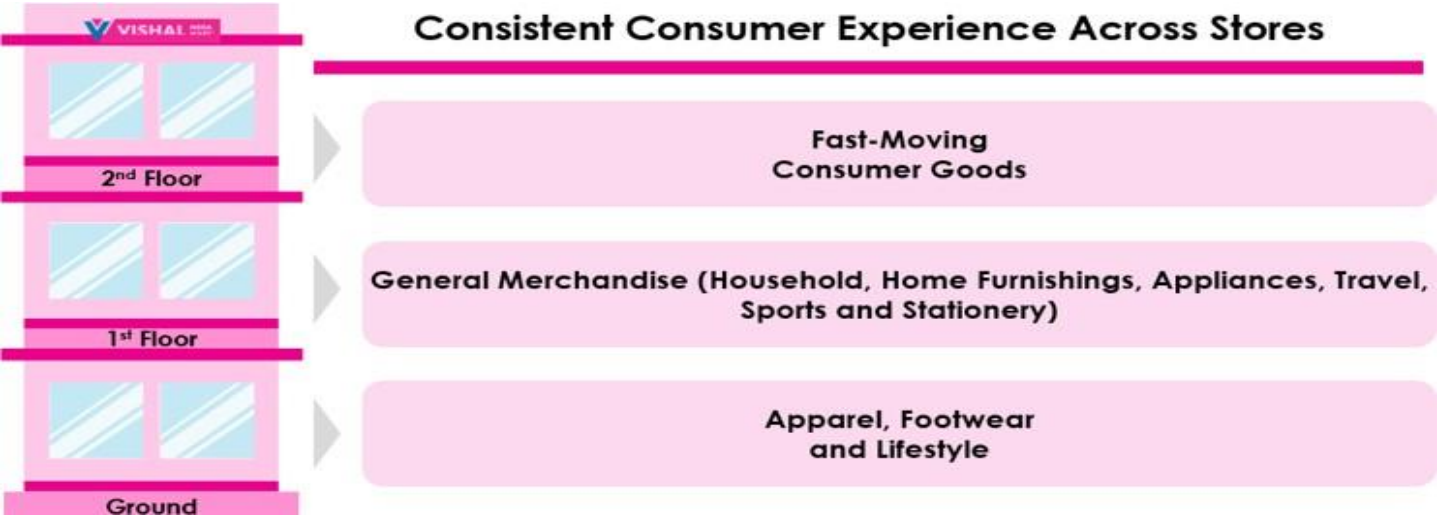 VISHAL
Consistent Consumer Experience Across Stores
Fast-Moving
Consumer Goods
2nd Floor
General Merchandise (Household, Home Furnishings, Appliances, Travel,
Sports and Stationery)
1st Floor
Apparel, Footwear
and Lifestyle
Ground